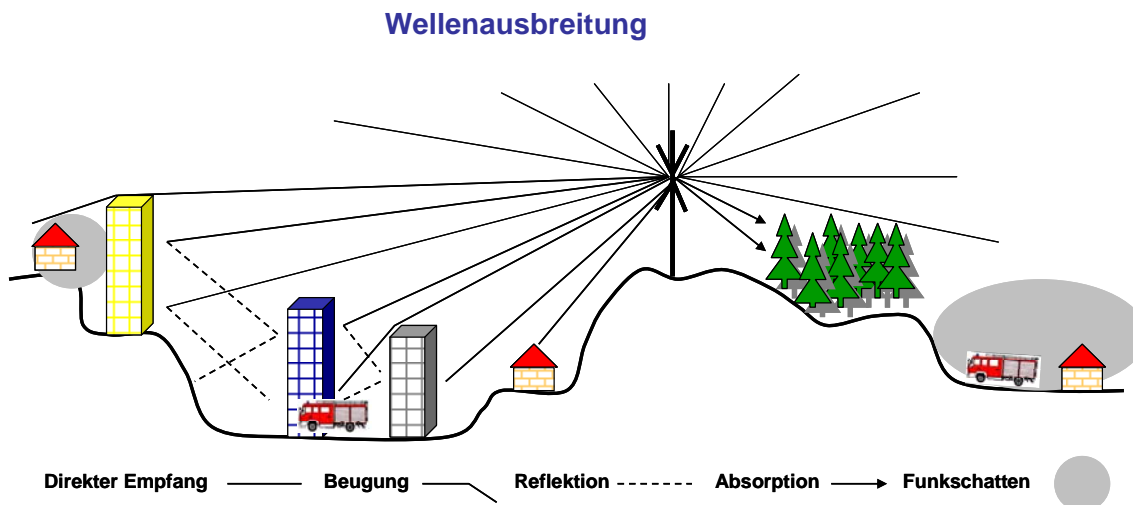 Wellenausbreitung
Direkter Empfang Beugung Reflektion Absorption Funkschatten